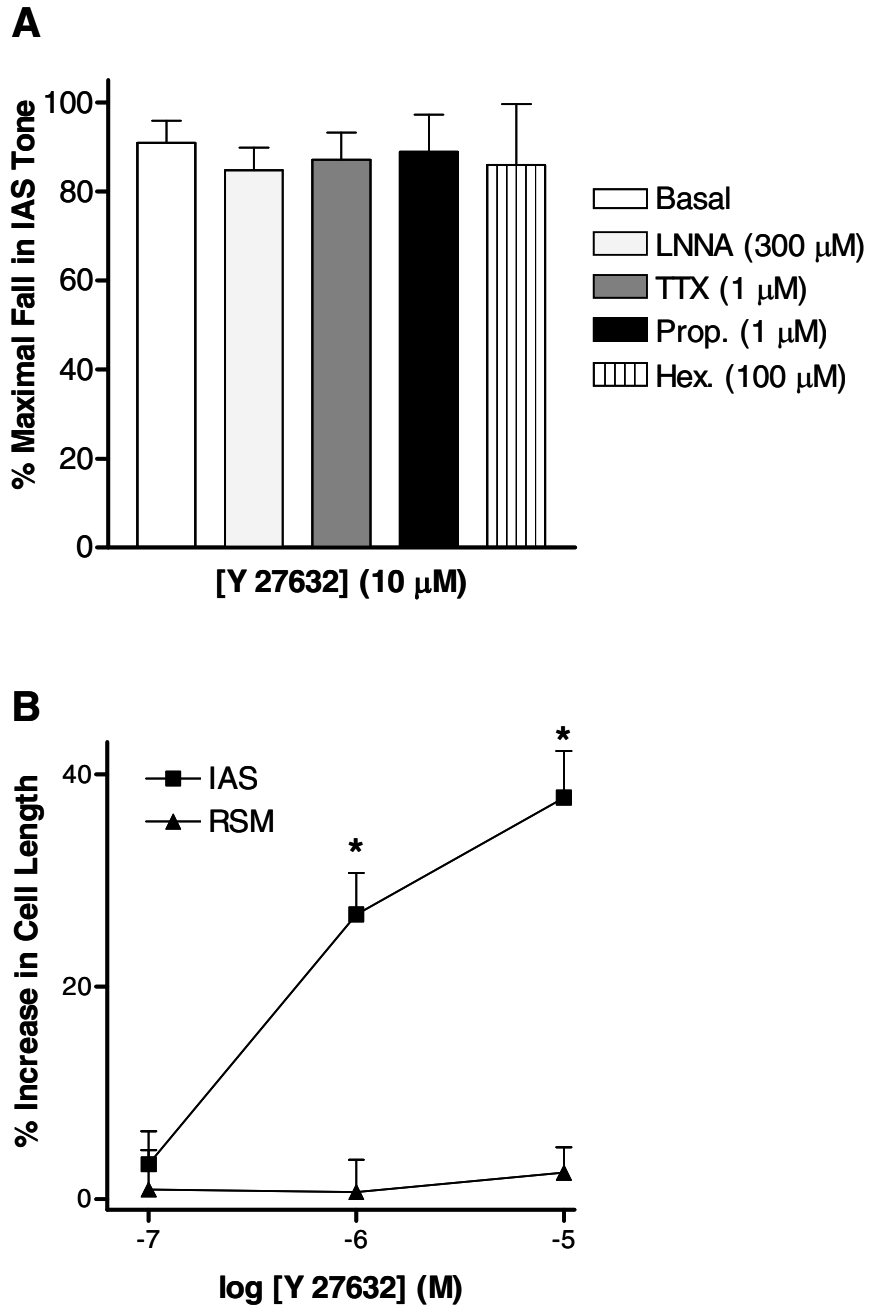 A
% Maximal Fall in IAS Tone
100
80
60
40
20
0
[Y 27632] (10 µM)
Basal
LNNA (300 µM)
TTX (1 µM)
Prop. (1 µM)
Hex. (100 µM)
B
% Increase in Cell Length
40
20
0
IAS
RSM
*
*
-7
-6
-5
log [Y 27632] (M)